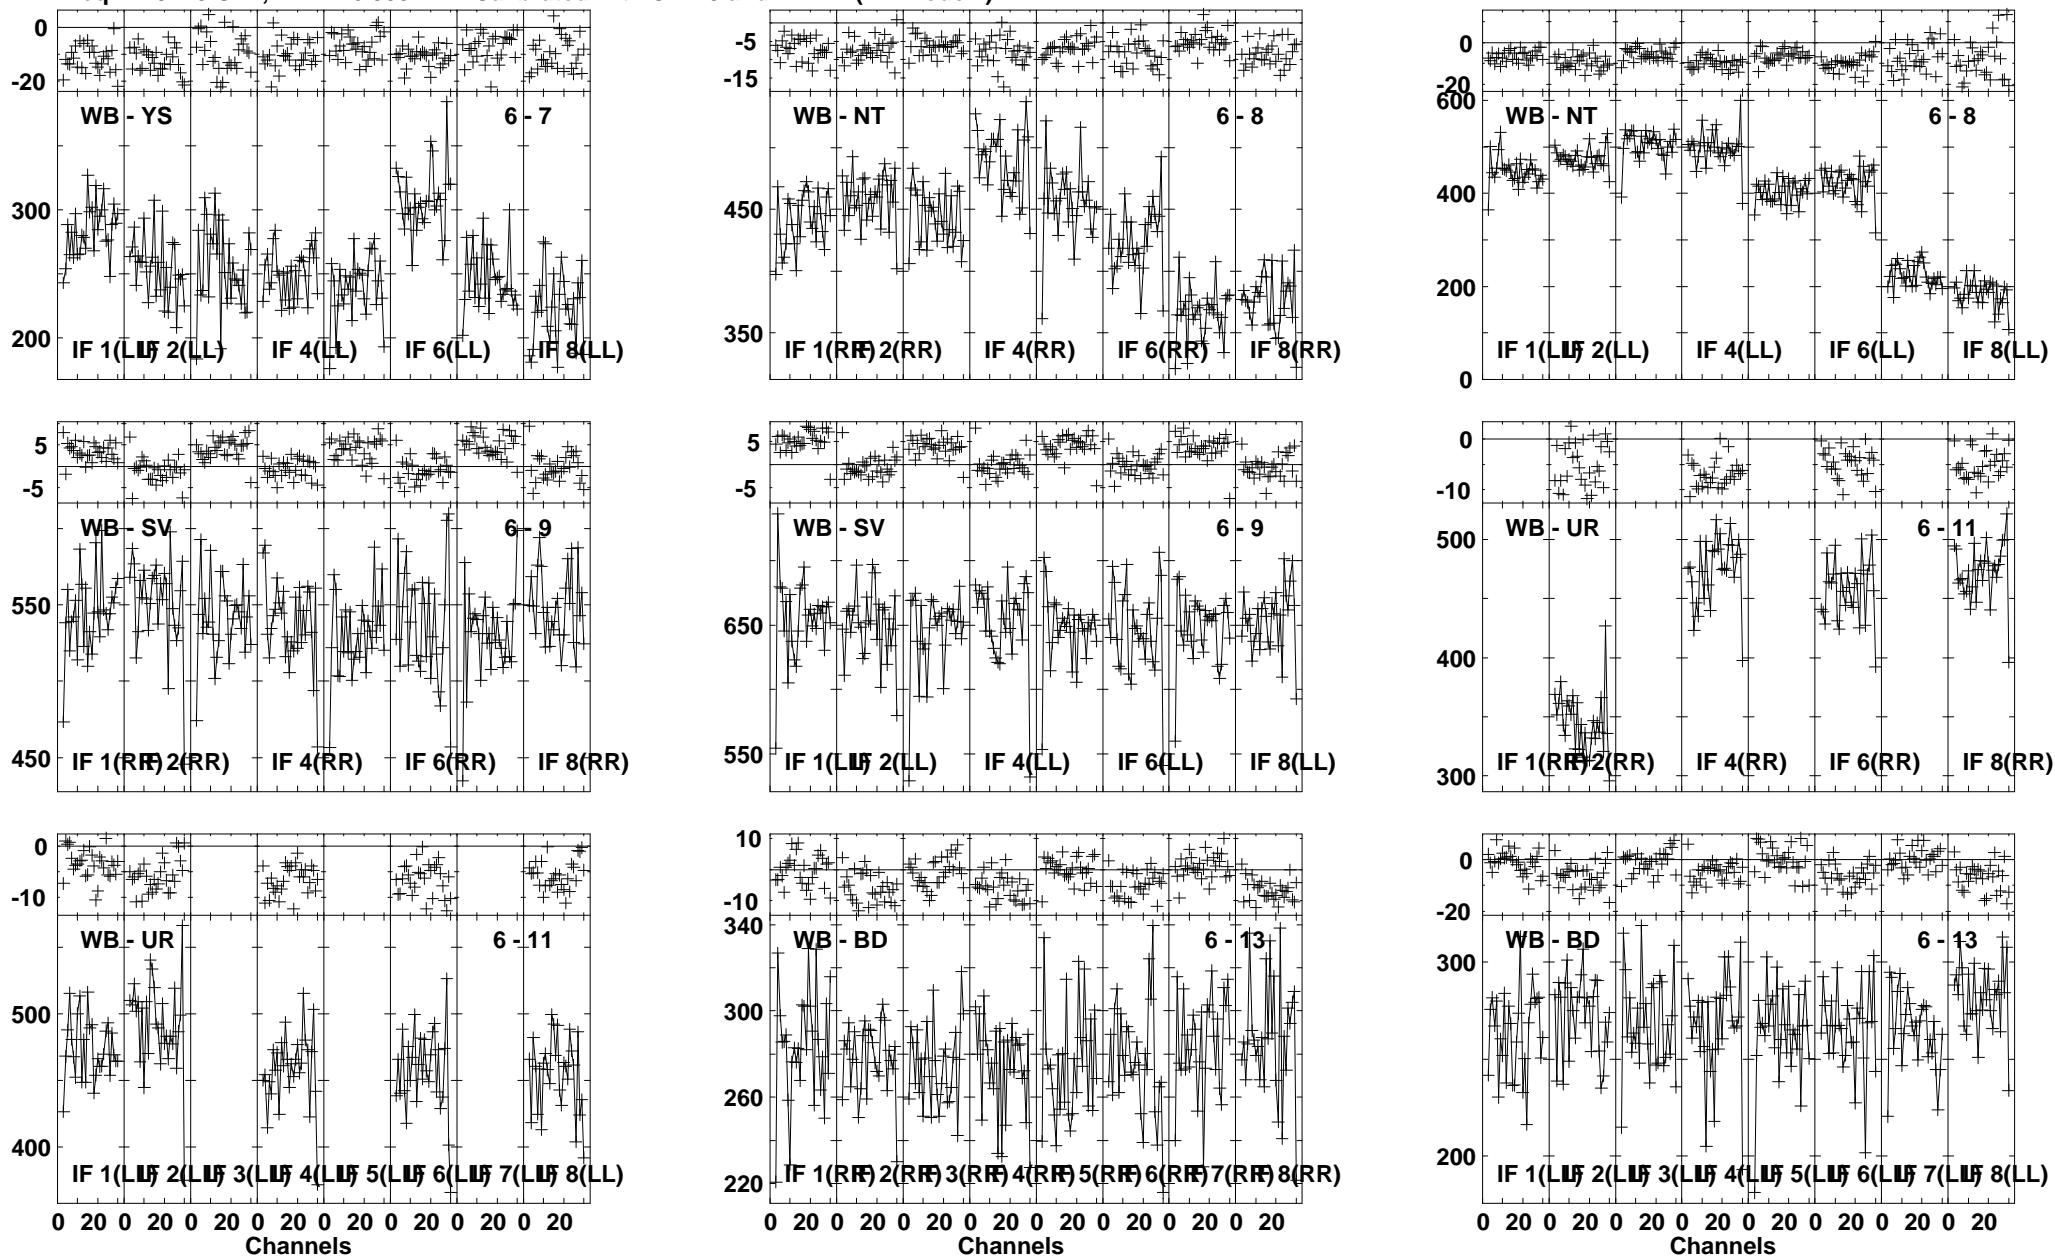 0
-20
WB - YS 6 - 7
300
200
IF 1(LL) IF 2(LL) IF 4(LL) IF 6(LL) IF 8(LL)
-5
-15
WB - NT 6 - 8
450
350
IF 1(RR) IF 2(RR) IF 4(RR) IF 6(RR) IF 8(RR)
0
-20
600
WB - NT 6 - 8
400
200
0
IF 1(LL) IF 2(LL) IF 4(LL) IF 6(LL) IF 8(LL)
5
-5
WB - SV 6 - 9
550
450
IF 1(RR) IF 2(RR) IF 4(RR) IF 6(RR) IF 8(RR)
5
-5
WB - SV 6 - 9
650
550
IF 1(LL) IF 2(LL) IF 4(LL) IF 6(LL) IF 8(LL)
0
-10
WB - UR 6 - 11
500
400
300
IF 1(RR) IF 2(RR) IF 4(RR) IF 6(RR) IF 8(RR)
0
-10
WB - UR 6 - 11
500
400
IF 1(LL) IF 2(LL) IF 3(LL) IF 4(LL) IF 5(LL) IF 6(LL) IF 7(LL) IF 8(LL)
0 20 0 20 0 20 0 20 0 20 0 20 0 20 0 20
Channels
10
-10
340
WB - BD 6 - 13
300
260
220
IF 1(RR) IF 2(RR) IF 3(RR) IF 4(RR) IF 5(RR) IF 6(RR) IF 7(RR) IF 8(RR)
0 20 0 20 0 20 0 20 0 20 0 20 0 20 0 20
Channels
0
-20
WB - BD 6 - 13
300
200
IF 1(LL) IF 2(LL) IF 3(LL) IF 4(LL) IF 5(LL) IF 6(LL) IF 7(LL) IF 8(LL)
0 20 0 20 0 20 0 20 0 20 0 20 0 20 0 20
Channels